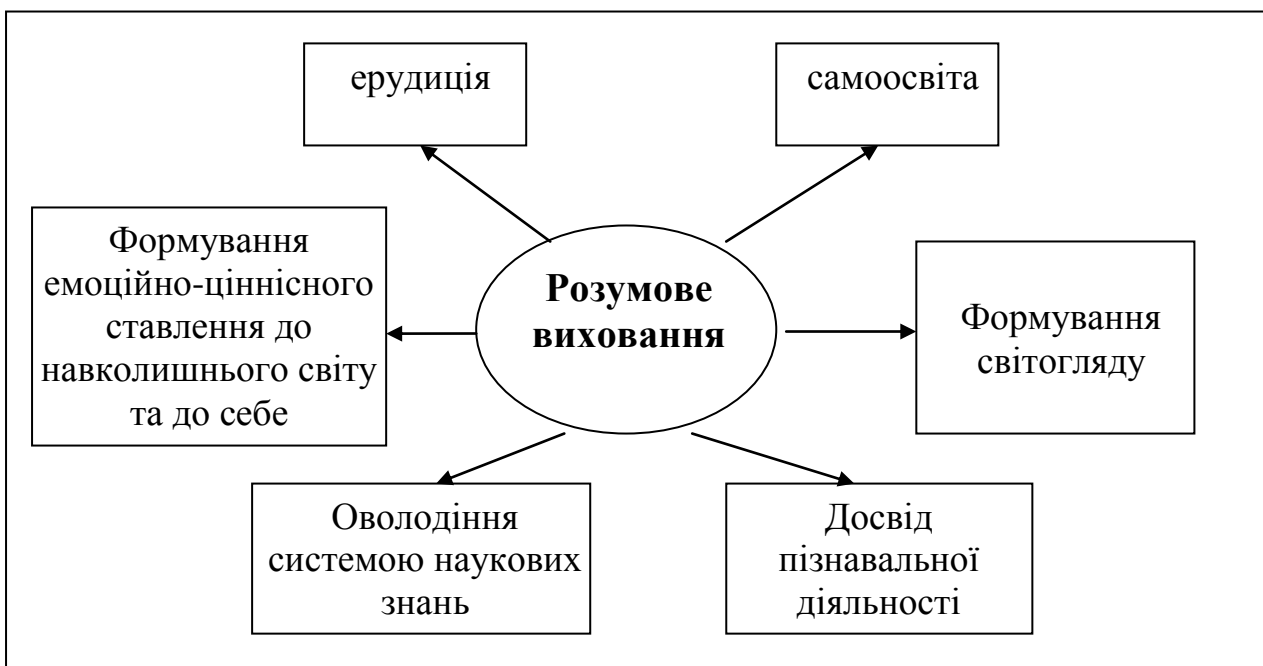 ерудиція
самоосвіта
Формування
емоційно-ціннісного
ставлення до
навколишнього світу
та до себе
Розумове
виховання
Формування
світогляду
Оволодіння
системою наукових
знань
Досвід
пізнавальної
діяльності